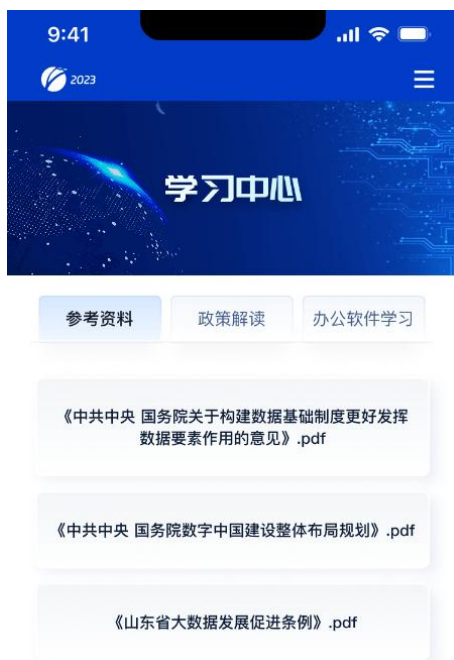 9:41
2023
学习中心
参考资料 政策解读 办公软件学习
《中共中央 国务院关于构建数据基础制度更好发挥
数据要素作用的意见》.pdf
《中共中央 国务院数字中国建设整体布局规划》.pdf
《山东省大数据发展促进条例》.pdf